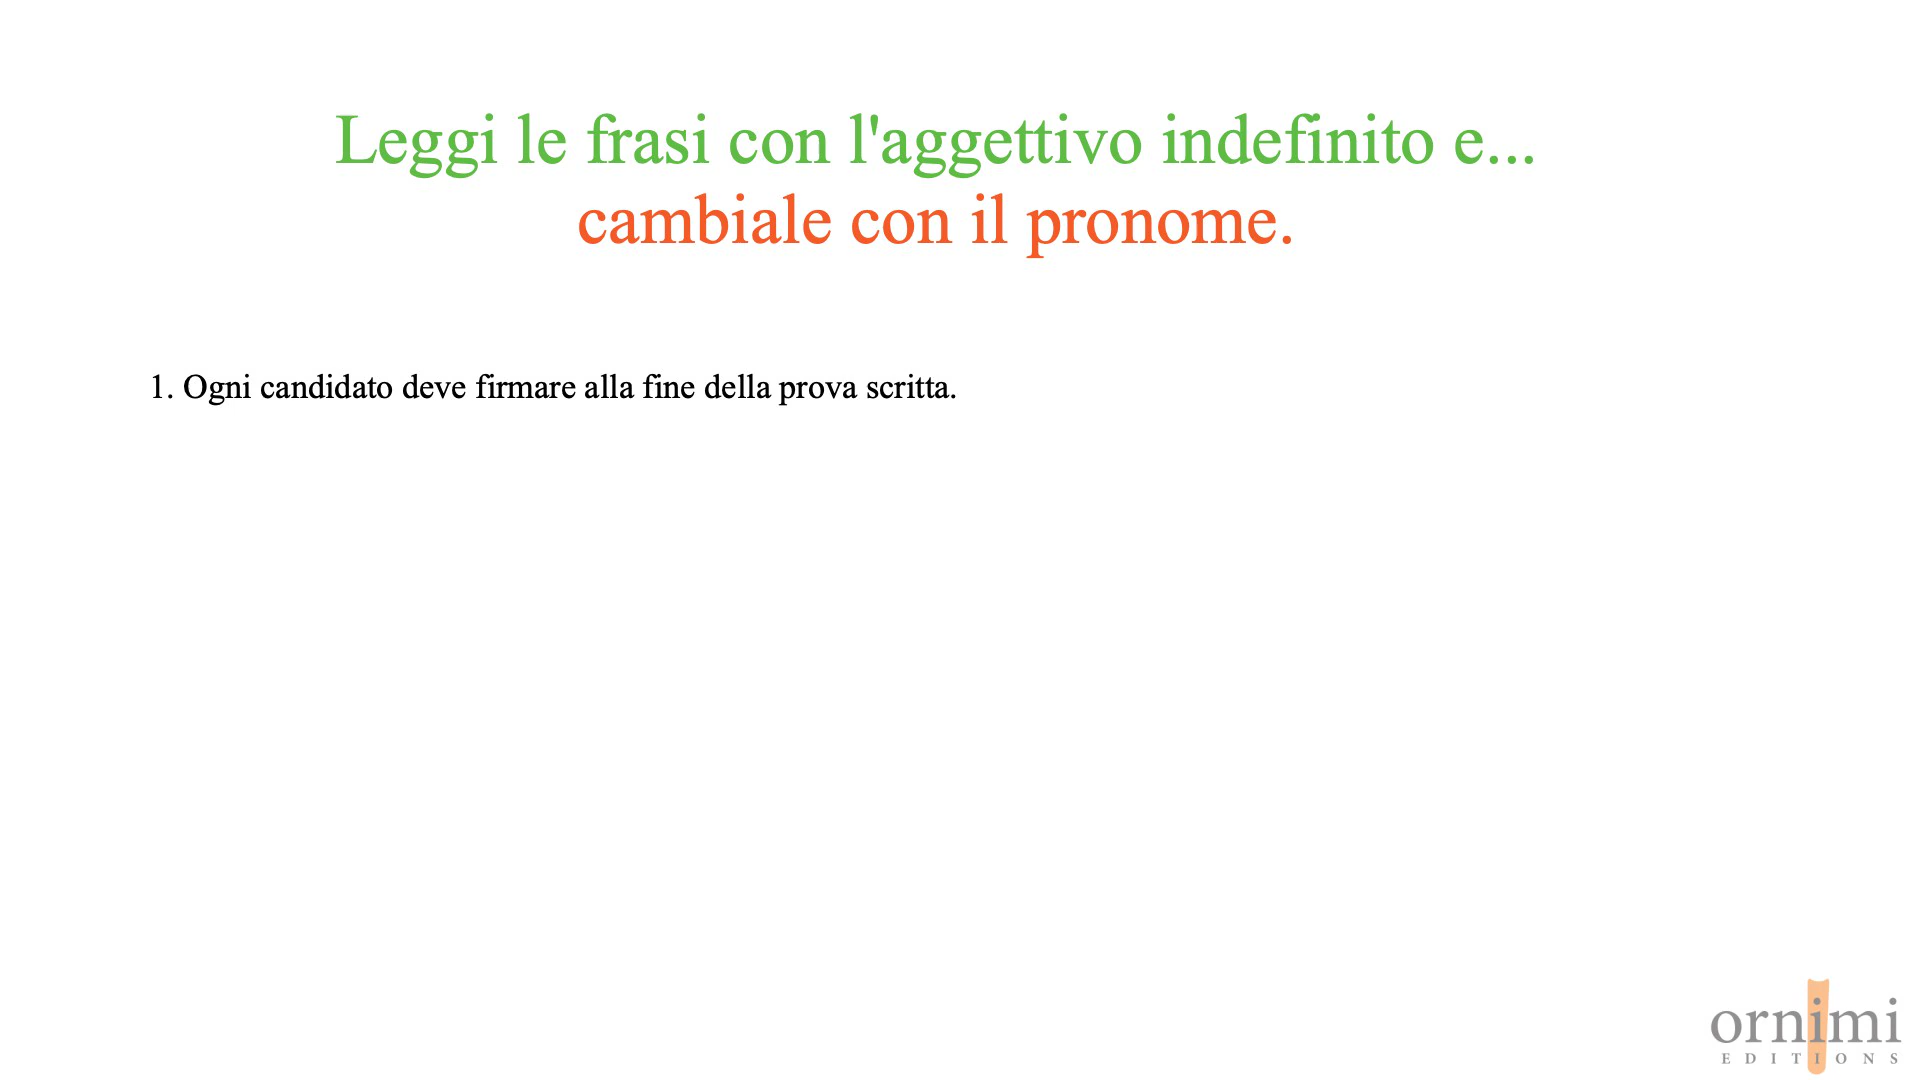 Leggi le frasi con l'aggettivo indefinito e...
cambiale con il pronome.
1. Ogni candidato deve firmare alla fine della prova scritta.
ornimi
EDITIONS